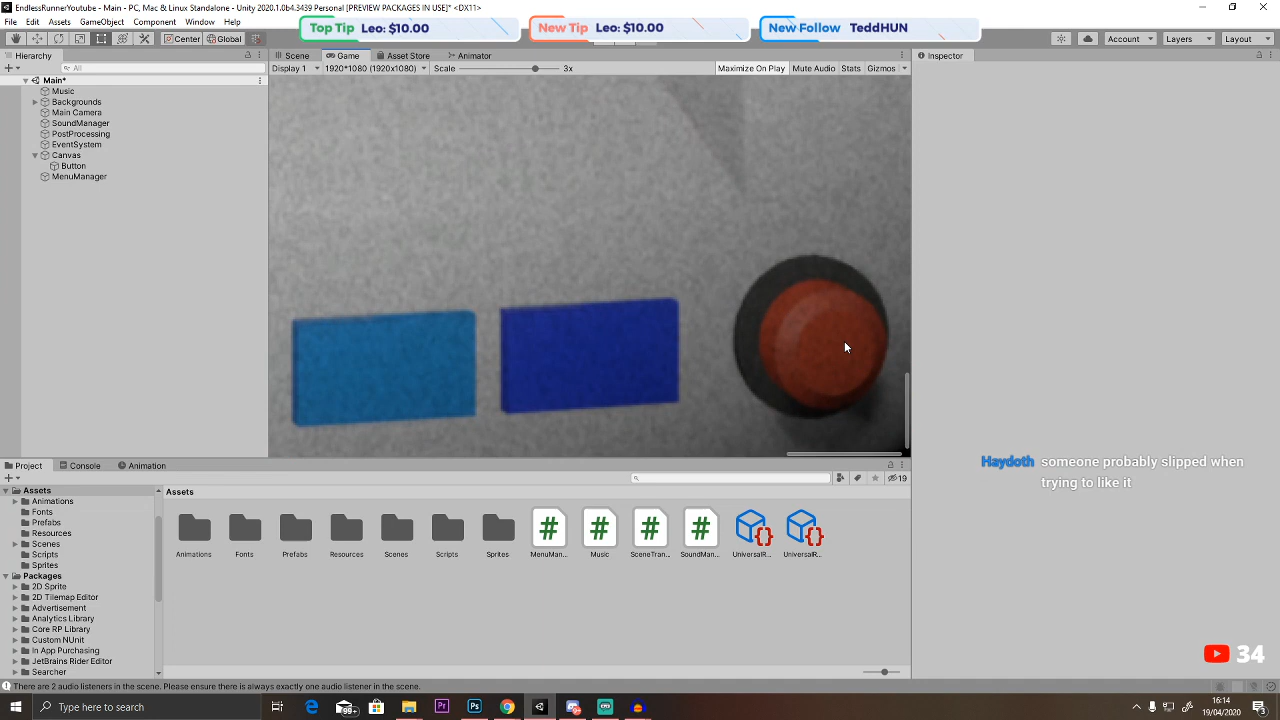 EndlessRunnerYoutube - Main - PC, Mac & Linux Standalone - Unity 2020.1.0b4.3439 Personal [PREVIEW PACKAGES IN USE]* <DX11>
Top Tip Leo: $10.00
New Tip Leo: $10.00
New Follow TeddHUN
Center
Global
Account
Layers
Layout
Hierarchy
Scene
Game
Asset Store
Animator
Inspector
All
Display 1
1920*1080 (1920x1080)
Scale
3x
Maximize On Play
Mute Audio
Stats
Gizmos
Main*
Music
Backgrounds
Main Camera
SoundManager
PostProcessing
EventSystem
Canvas
Button
MenuManager
Haydoth someone probably slipped when
trying to like it
Project
Console
Animation
19
Assets
Animations
Fonts
Prefabs
Resources
Scenes
Scripts
Sprites
Packages
2D Sprite
2D Tilemap Editor
Advertisement
Analytics Library
Core RP Library
Custom NUnit
In App Purchasing
JetBrains Rider Editor
Searcher
Assets
Animations
Fonts
Prefabs
Resources
Scenes
Scripts
Sprites
MenuMan...
Music
SceneTran...
SoundMan...
UniversalR...
UniversalR...
34
There are 2 audio listeners in the scene. Please ensure there is always exactly one audio listener in the scene.
Type here to search
16:14
19/04/2020